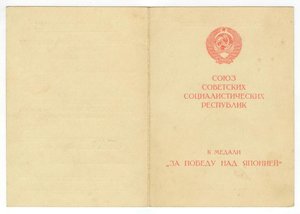 СОЮЗ
СОВЕТСКИХ
СОЦИАЛИСТИЧЕСКИХ
РЕСПУБЛИК
К МЕДАЛИ
„ЗА ПОБЕДУ НАД ЯПОНИЕЙ“